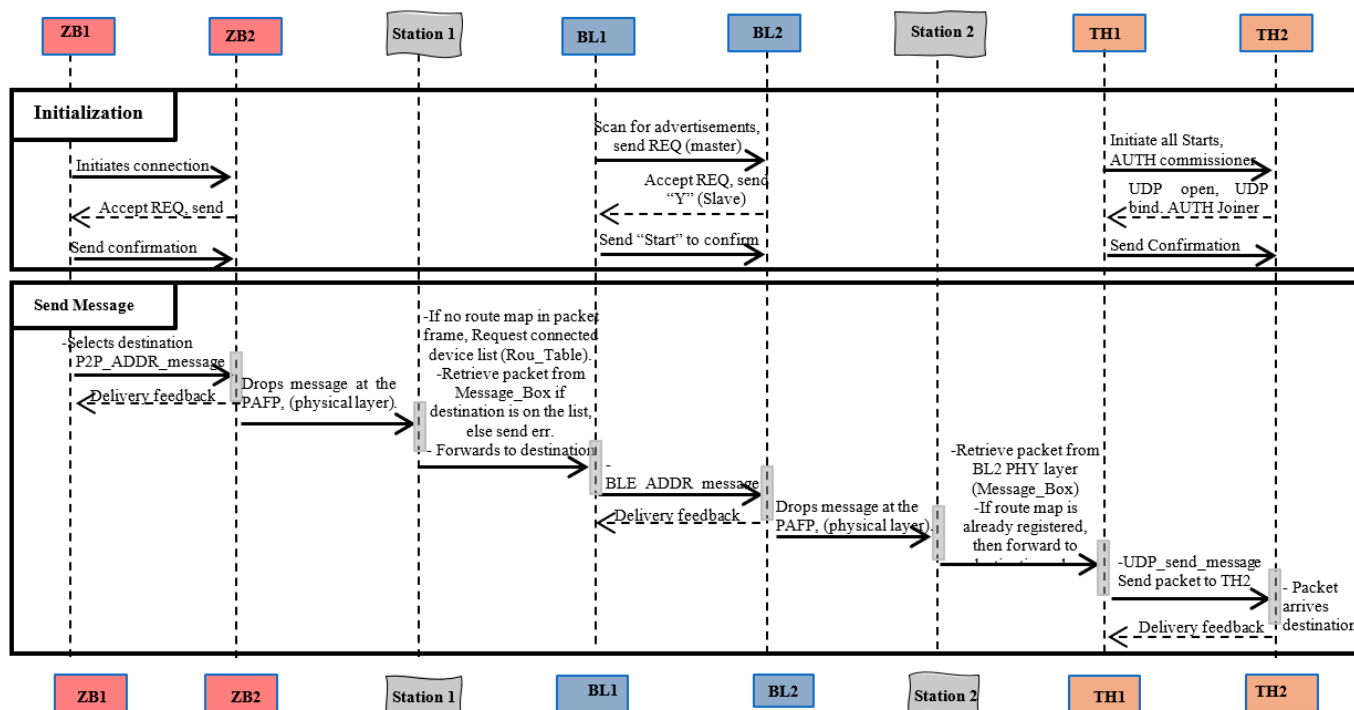 ZB1
ZB2
Station 1
BL1
BL2
Station 2
TH1
TH2
Initialization
Initiates connection
Accept REQ, send
Send confirmation
Scan for advertisements,
send REQ (master)
Accept REQ, send
“Y” (Slave)
Send “Start” to confirm
Initiate all Starts,
AUTH commissioner
UDP open, UDP
bind. AUTH Joiner
Send Confirmation
Send Message
-Selects destination
P2P_ADDR_message
Delivery feedback
Drops message at the
PAFP, (physical layer).
-If no route map in packet
frame, Request connected
device list (Rou_Table).
-Retrieve packet from
Message_Box if
destination is on the list,
else send err.
- Forwards to destination
-
BLE_ADDR_message
Delivery feedback
Drops message at the
PAFP, (physical layer).
-Retrieve packet from
BL2 PHY layer
(Message_Box)
-If route map is
already registered,
then forward to
-UDP_send_message
Send packet to TH2
Delivery feedback
- Packet
arrives
destination
ZB1
ZB2
Station 1
BL1
BL2
Station 2
TH1
TH2